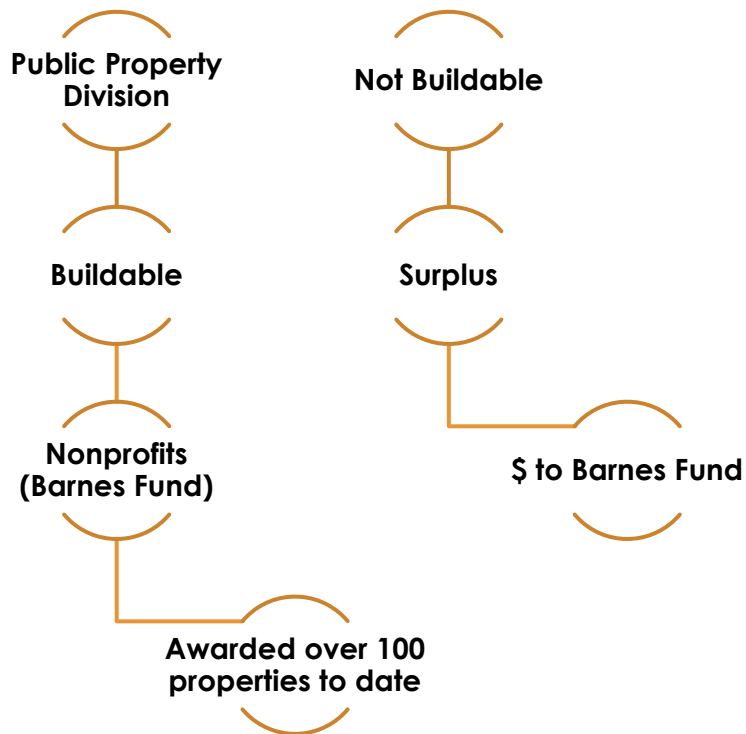 Public Property
Division
Not Buildable
Buildable
Surplus
Nonprofits
(Barnes Fund)
$ to Barnes Fund
Awarded over 100
properties to date